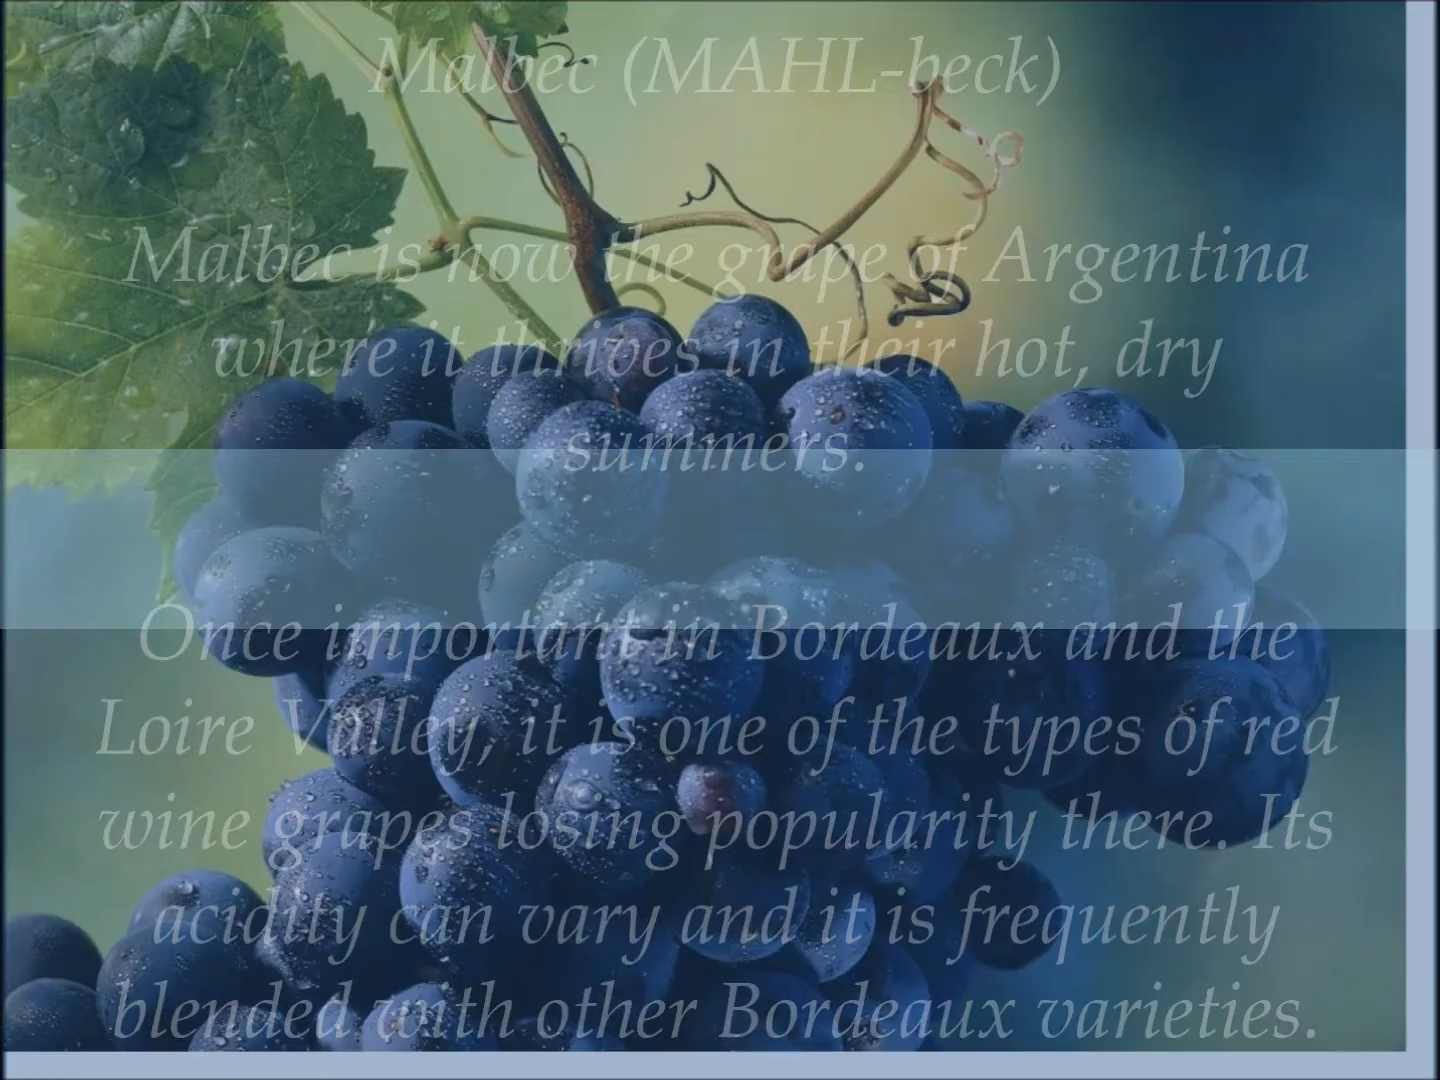 Malbec (MAHL-beck)
Malbec is now the grape of Argentina
where it thrives in their hot, dry
summers.
Once important in Bordeaux and the
Loire Valley, it is one of the types of red
wine grapes losing popularity there. Its
acidity can vary and it is frequently
blended with other Bordeaux varieties.